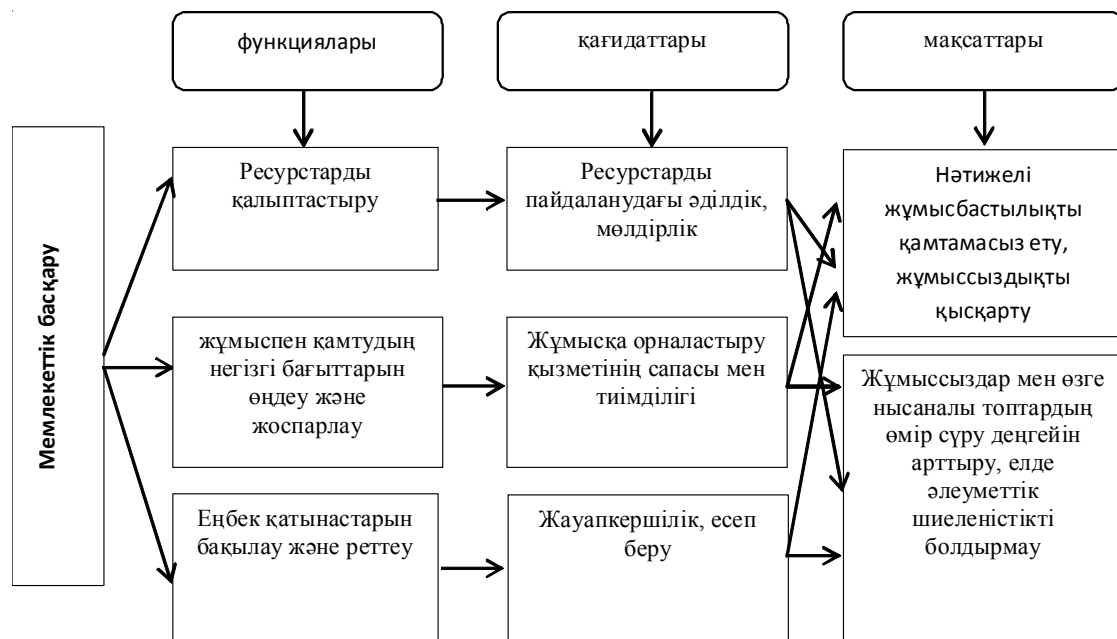 функциялары
қағидаттары
мақсаттары
Мемлекеттік басқару
Ресурстарды
қалыптастыру
Ресурстарды
пайдаланудағы әділдік,
мөлдірлік
Нәтижелі
жұмысбастылықты
қамтамасыз ету,
жұмыссыздықты
қысқарту
жұмыспен қамтудың
негізгі бағыттарын
өңдеу және
жоспарлау
Жұмысқа орналастыру
қызметінің сапасы мен
тиімділігі
Жұмыссыздар мен өзге
нысаналы топтардың
өмір сүру деңгейін
арттыру, елде
әлеуметтік
шиеленістікті
болдырмау
Еңбек қатынастарын
бақылау және реттеу
Жауапкершілік, есеп
беру